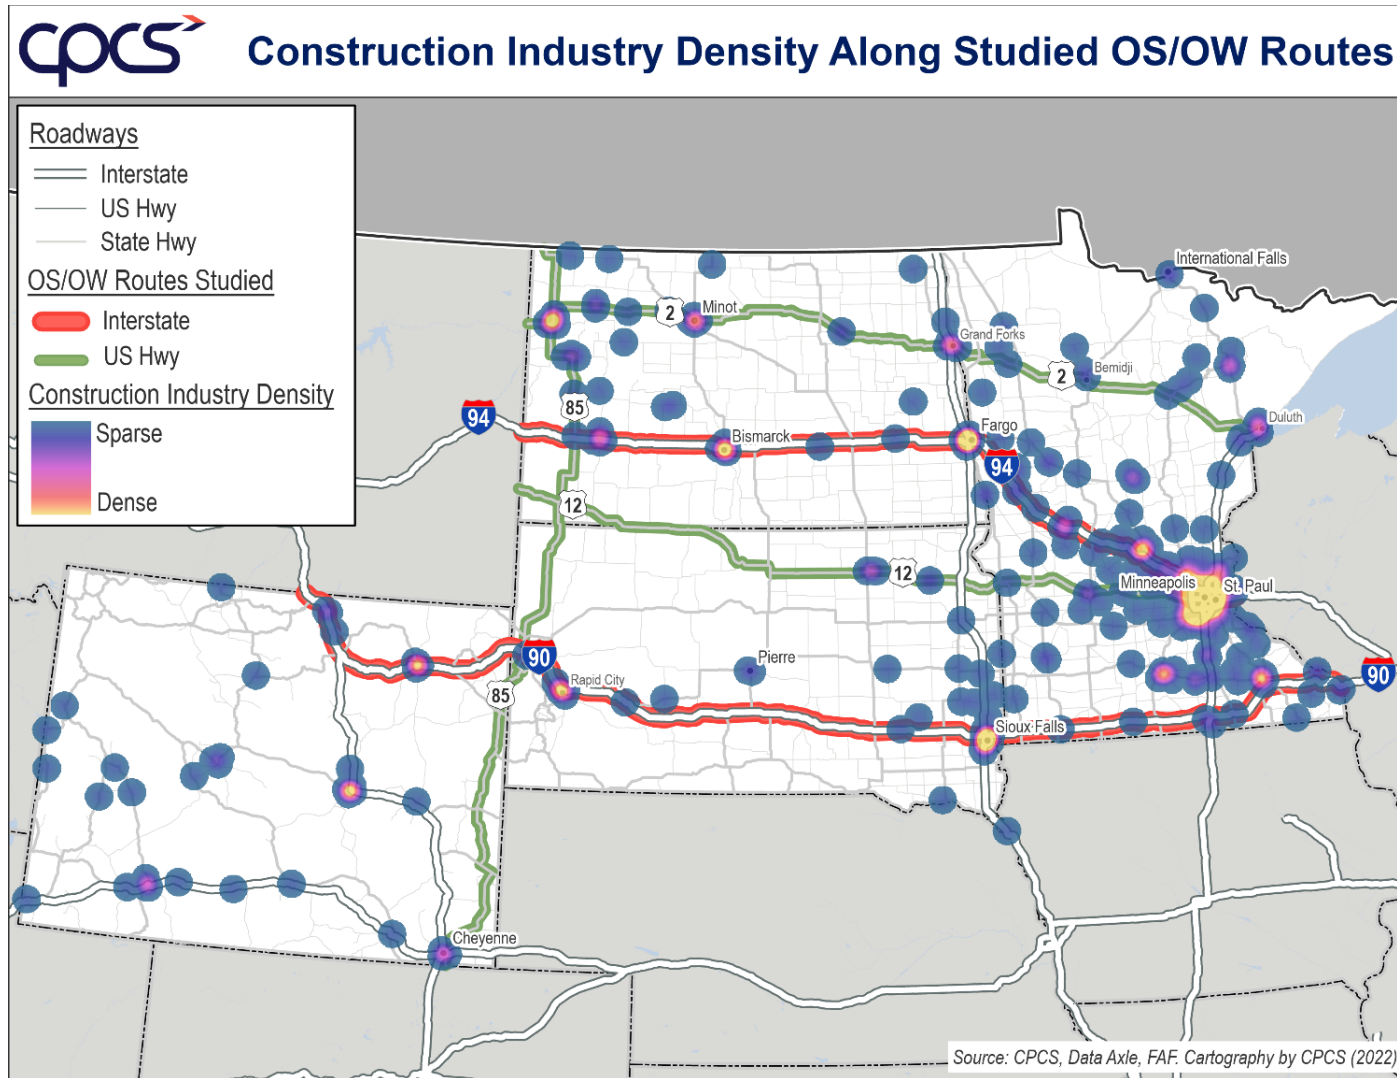 cpcs
Construction Industry Density Along Studied OS/OW Routes
Roadways
Interstate
US Hwy
State Hwy
OS/OW Routes Studied
Interstate
US Hwy
Construction Industry Density
Sparse
Dense
International Falls
2
Minot
Grand Forks
2
Bemidji
85
94
Duluth
Bismarck
Fargo
94
12
12
Minneapolis
St. Paul
90
Pierre
85
Rapid City
90
Sioux Falls
Cheyenne
Source: CPCS, Data Axle, FAF. Cartography by CPCS (2022)